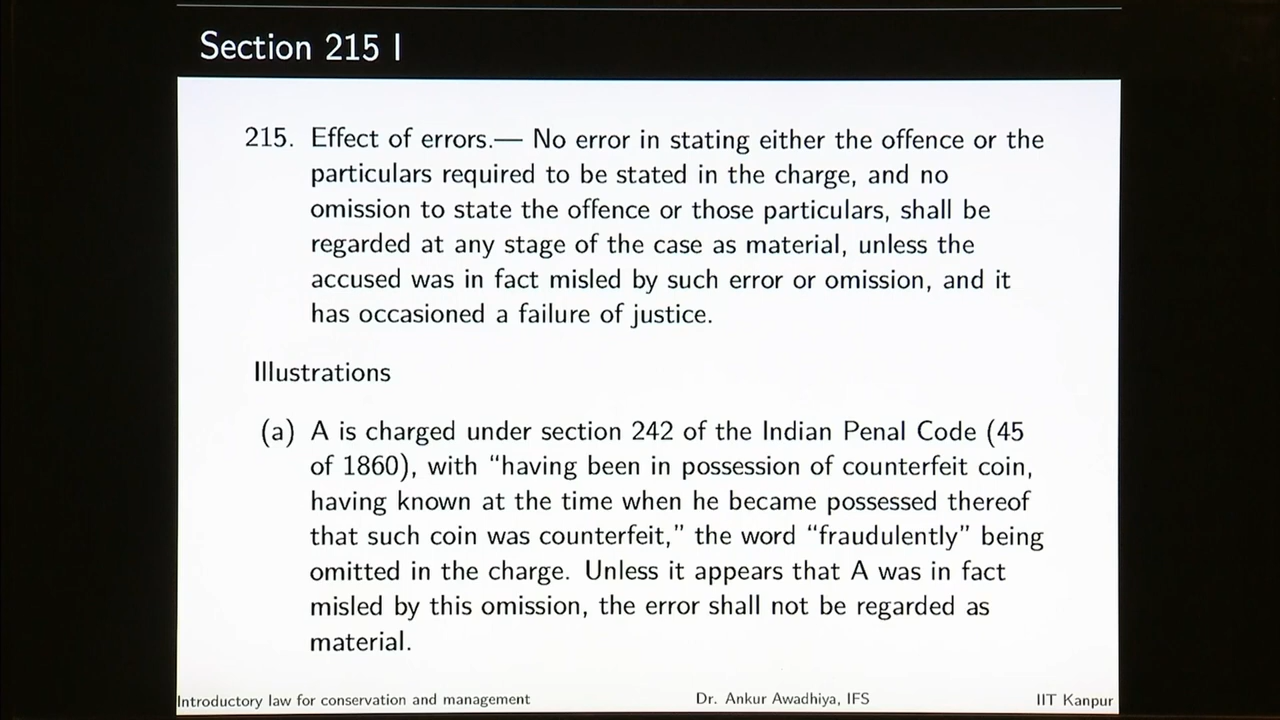 Section 215 I
215. Effect of errors.— No error in stating either the offence or the
particulars required to be stated in the charge, and no
omission to state the offence or those particulars, shall be
regarded at any stage of the case as material, unless the
accused was in fact misled by such error or omission, and it
has occasioned a failure of justice.
Illustrations
(a) A is charged under section 242 of the Indian Penal Code (45
of 1860), with “having been in possession of counterfeit coin,
having known at the time when he became possessed thereof
that such coin was counterfeit,” the word “fraudulently” being
omitted in the charge. Unless it appears that A was in fact
misled by this omission, the error shall not be regarded as
material.
Introductory law for conservation and management Dr. Ankur Awadhiya, IFS IIT Kanpur